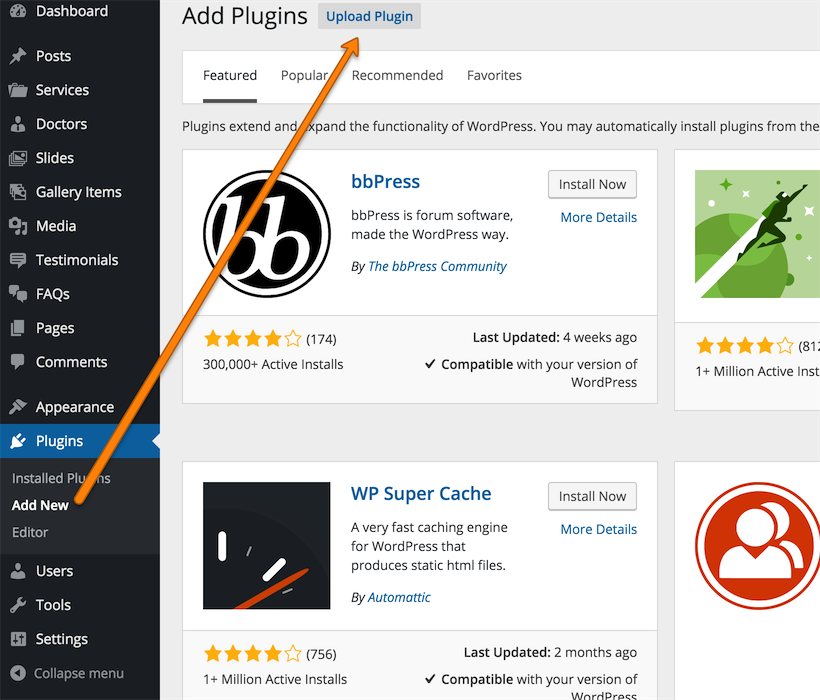 Dashboard
Posts
Services
Doctors
Slides
Gallery Items
Media
Testimonials
FAQs
Pages
Comments
Appearance
Plugins
Installed Plugins
Add New
Editor
Users
Tools
Settings
Collapse menu
Add Plugins
Upload Plugin
Featured
Popular
Recommended
Favorites
Plugins extend and expand the functionality of WordPress. You may automatically install plugins from the
bb
bbPress
Install Now
More Details
bbPress is forum software,
made the WordPress way.
By The bbPress Community
(174)
300,000+ Active Installs
Last Updated: 4 weeks ago
Compatible with your version of
WordPress
(812
1+ Million Active Inst
WP Super Cache
Install Now
More Details
A very fast caching engine
for WordPress that
produces static html files.
By Automattic
(756)
1+ Million Active Installs
Last Updated: 2 months ago
Compatible with your version of
WordPress